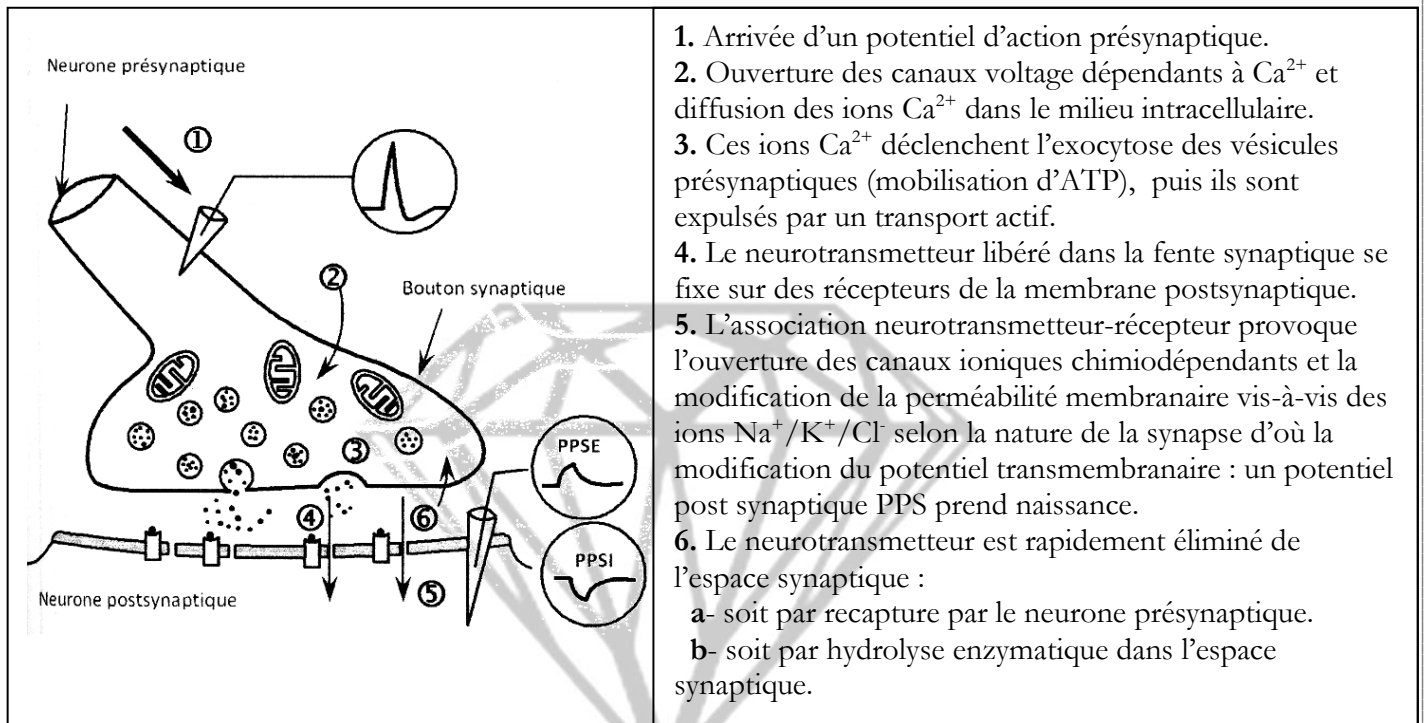 Neurone présynaptique
①
②
Bouton synaptique
③
PPSE
④
⑥
PPSI
⑤
Neurone postsynaptique
1. Arrivée d’un potentiel d’action présynaptique.
2. Ouverture des canaux voltage dépendants à Ca²⁺ et
diffusion des ions Ca²⁺ dans le milieu intracellulaire.
3. Ces ions Ca²⁺ déclenchent l’exocytose des vésicules
présynaptiques (mobilisation d’ATP), puis ils sont
expulsés par un transport actif.
4. Le neurotransmetteur libéré dans la fente synaptique se
fixe sur des récepteurs de la membrane postsynaptique.
5. L’association neurotransmetteur-récepteur provoque
l’ouverture des canaux ioniques chimiodépendants et la
modification de la perméabilité membranaire vis-à-vis des
ions Na⁺/K⁺/Cl⁻ selon la nature de la synapse d’où la
modification du potentiel transmembranaire : un potentiel
post synaptique PPS prend naissance.
6. Le neurotransmetteur est rapidement éliminé de
l’espace synaptique :
a- soit par recapture par le neurone présynaptique.
b- soit par hydrolyse enzymatique dans l’espace
synaptique.